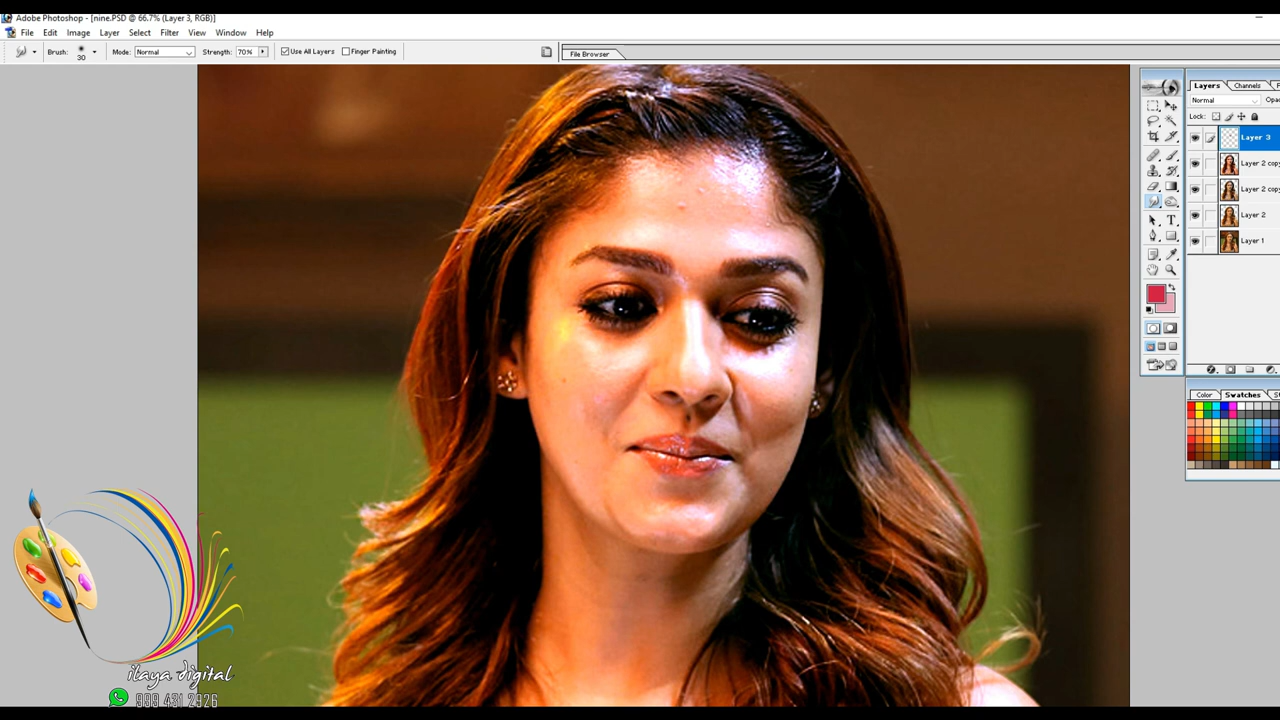 Adobe Photoshop - [nine.PSD @ 66.7% (Layer 3, RGB)]
File Edit Image Layer Select Filter View Window Help
Brush: 30 Mode: Normal Strength: 70% Use All Layers Finger Painting File Browser
Layers Channels
Normal Opa
Lock:
Layer 3
Layer 2 copy
Layer 2 copy
Layer 2
Layer 1
Color Swatches
ilaya digital
999 431 2926